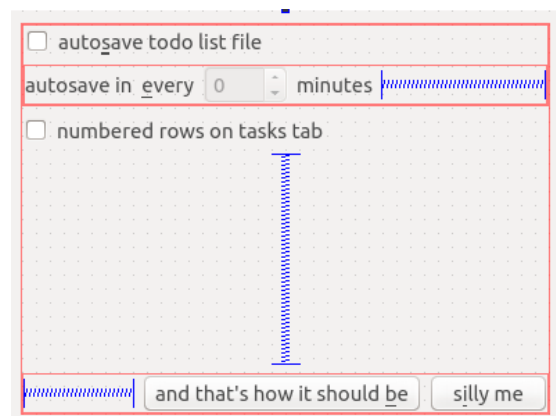 autosave todo list file
autosave in every 0 minutes
numbered rows on tasks tab
and that's how it should be silly me